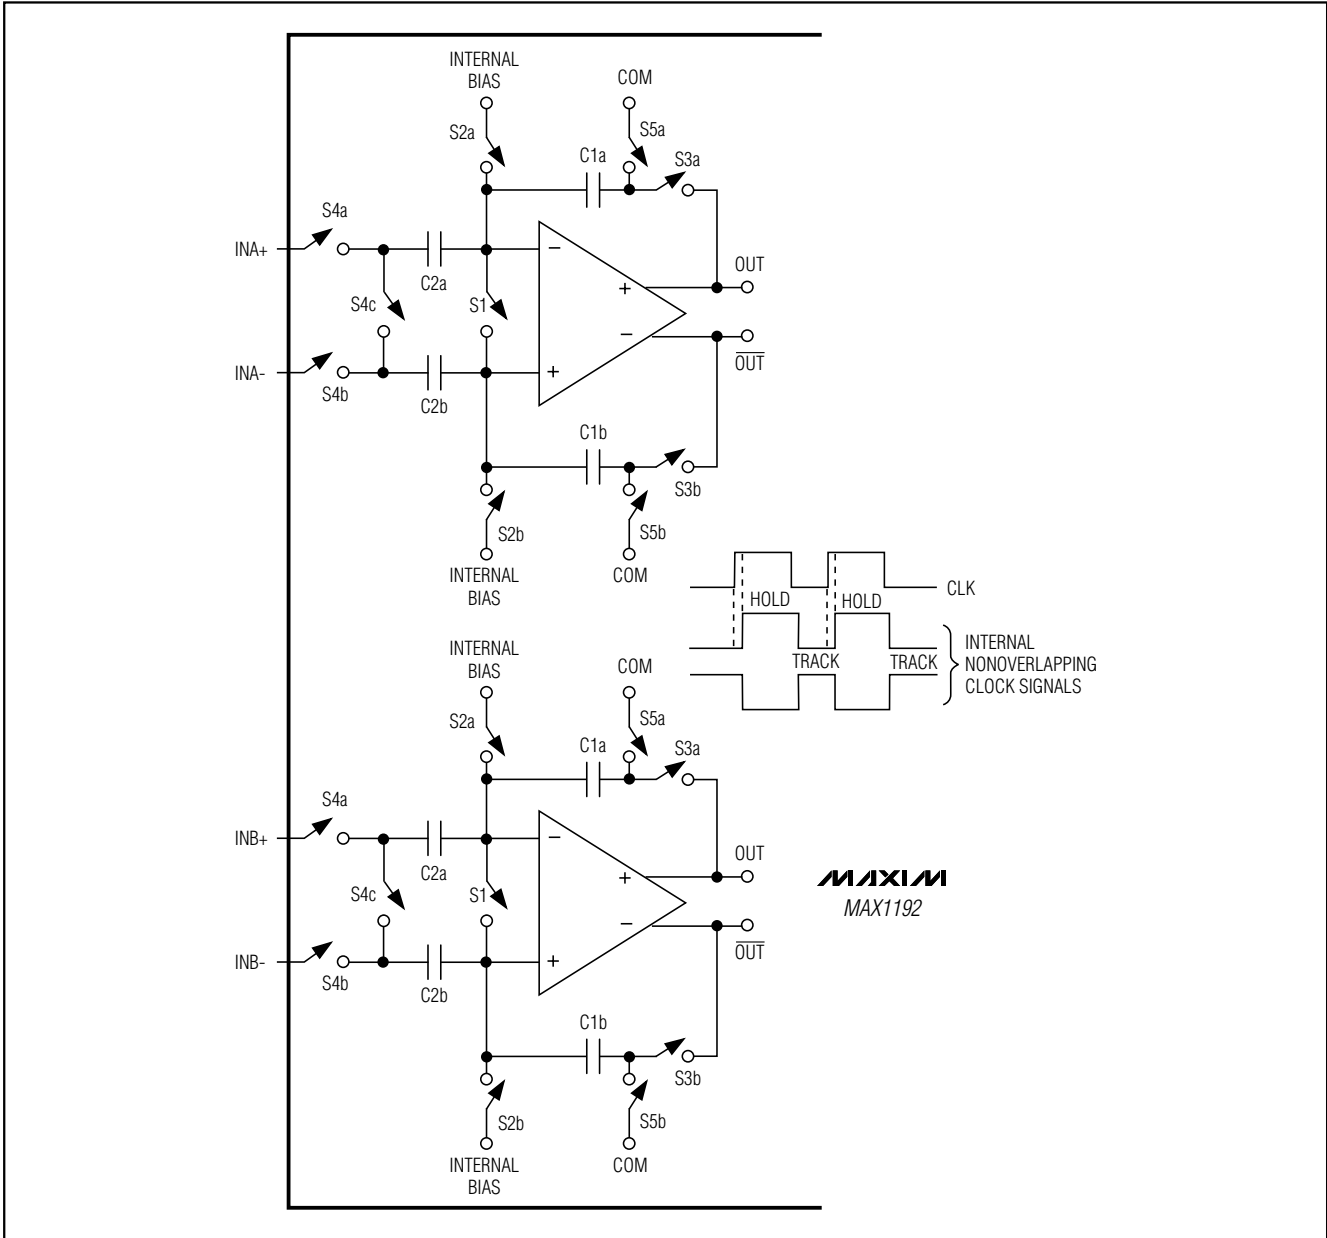 INTERNAL
BIAS
COM
S2a
S5a
C1a
S3a
S4a
INA+
C2a
S4c
S1
−
+
OUT
−
OUT
INA-
S4b
C2b
+
C1b
S3b
S2b
S5b
INTERNAL
BIAS
COM
CLK
HOLD
HOLD
TRACK
TRACK
INTERNAL
NONOVERLAPPING
CLOCK SIGNALS
INTERNAL
BIAS
COM
S2a
S5a
C1a
S3a
S4a
INB+
C2a
S4c
S1
−
+
OUT
−
OUT
INB-
S4b
C2b
+
C1b
S3b
S2b
S5b
INTERNAL
BIAS
COM
MAXIM
MAX1192